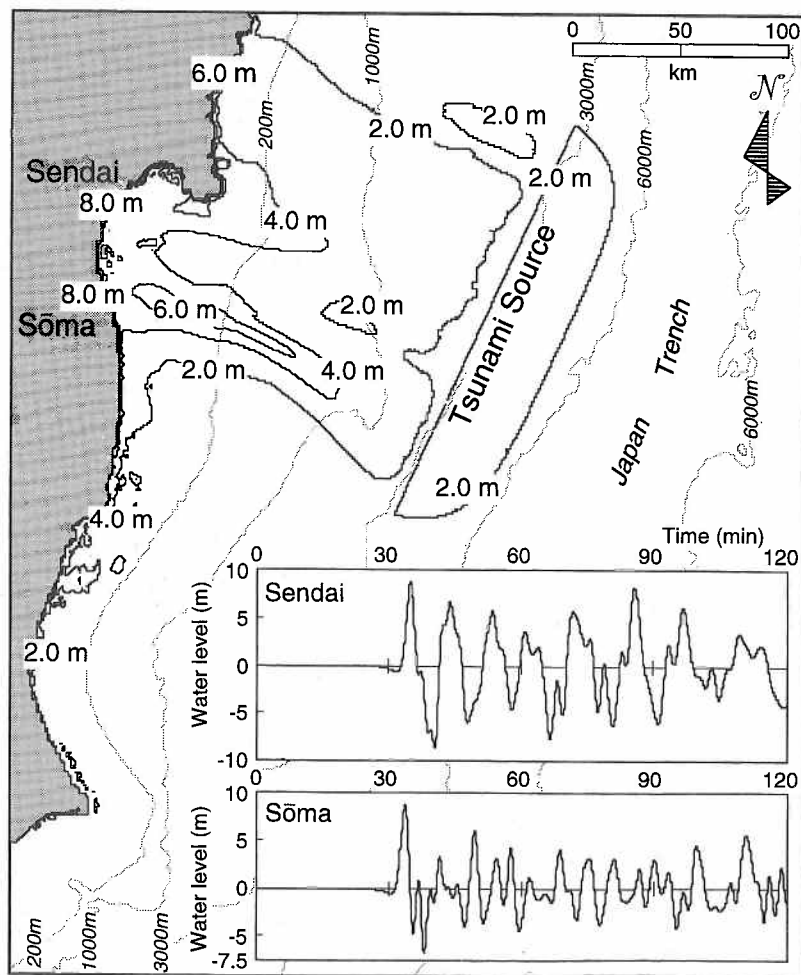 0 50 100
km
N
6.0 m
1000m
200m
2.0 m
2.0 m
3000m
6000m
Sendai
8.0 m
2.0 m
4.0 m
8.0 m
6.0 m
2.0 m
Sōma
2.0 m
4.0 m
Tsunami Source
Japan Trench
6000m
2.0 m
4.0 m
2.0 m
Time (min)
0 30 60 90 120
10
Sendai
5
0
-5
-10
Water level (m)
0 30 60 90 120
10
Sōma
5
0
-5
-7.5
Water level (m)
200m
1000m
3000m